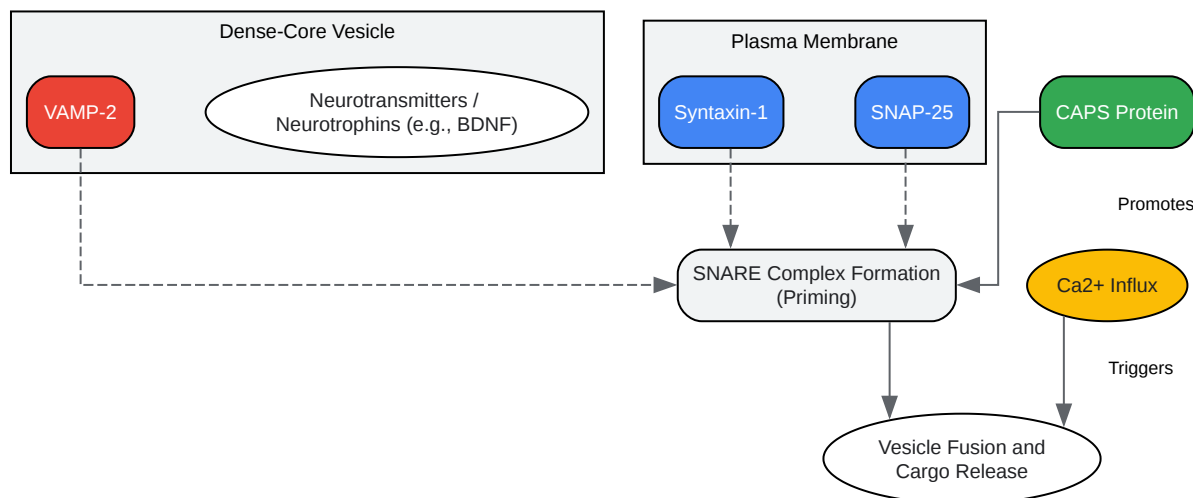 Dense-Core Vesicle
Plasma Membrane
VAMP-2
Neurotransmitters /
Neurotrophins (e.g., BDNF)
Syntaxin-1
SNAP-25
CAPS Protein
Promotes
SNARE Complex Formation
(Priming)
Ca2+ Influx
Triggers
Vesicle Fusion and
Cargo Release